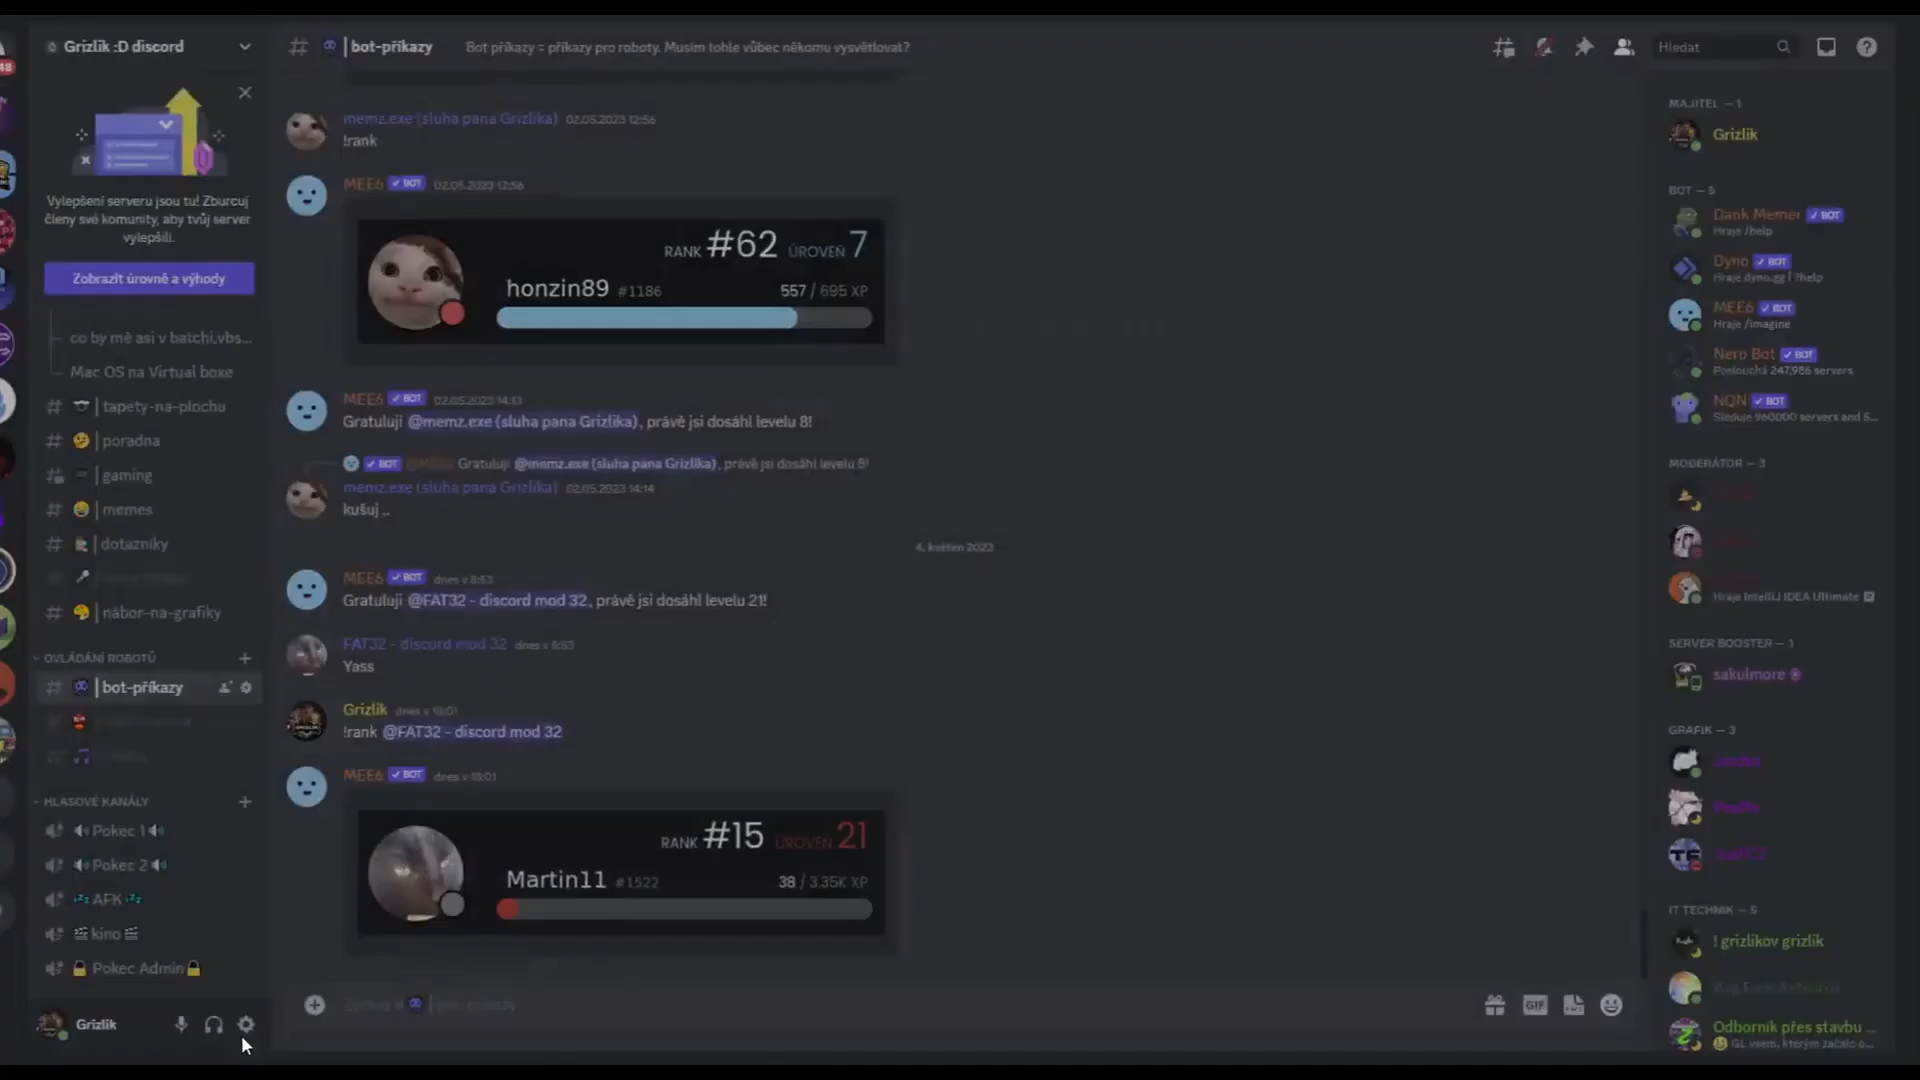 48
Grizlik :D discord
Vylepšení serveru jsou tu! Zburcuj
členy své komunity, aby tvůj server
vylepšili.
Zobrazit úrovně a výhody
co by mě asi v batchi,vbs...
Mac OS na Virtual boxe
tapety-na-plochu
poradna
gaming
memes
dotazníky
nábor-na-grafiky
OVLÁDÁNÍ ROBOTŮ
bot-příkazy
HLASOVÉ KANÁLY
Pokec 1
Pokec 2
AFK
kino
Pokec Admin
Grizlik
bot-příkazy
Bot příkazy = příkazy pro roboty. Musím tohle vůbec někomu vysvětlovat?
Hledat
memz.exe (sluha pana Grizlíka) 02.05.2023 12:56
!rank
MEE6 BOT 02.05.2023 12:56
RANK #62 ÚROVEŇ 7
honzin89 #1186 557 / 695 XP
MEE6 BOT 02.05.2023 14:13
Gratuluji @memz.exe (sluha pana Grizlíka), právě jsi dosáhl levelu 8!
BOT @MEE6 Gratuluji @memz.exe (sluha pana Grizlíka), právě jsi dosáhl levelu 8!
memz.exe (sluha pana Grizlíka) 02.05.2023 14:14
kušuj ..
4. květen 2023
MEE6 BOT dnes v 8:53
Gratuluji @FAT32 - discord mod 32, právě jsi dosáhl levelu 21!
FAT32 - discord mod 32 dnes v 8:53
Yass
Grizlik dnes v 18:01
!rank @FAT32 - discord mod 32
MEE6 BOT dnes v 18:01
RANK #15 ÚROVEŇ 21
Martin11 #1522 38 / 3.35K XP
GIF
MAJITEL — 1
Grizlik
BOT — 5
Dank Memer BOT
Hraje /help
Dyno BOT
Hraje dyno.gg | ?help
MEE6 BOT
Hraje /imagine
Nero Bot BOT
Poslouchá 247,986 servers
NQN BOT
Sleduje 960000 servers and S...
MODERÁTOR — 3
Hraje IntelliJ IDEA Ultimate
SERVER BOOSTER — 1
sakulmore
GRAFIK — 3
IT TECHNIK — 5
! grizlikov grizlik
Odborník přes stavbu ...
GL všem, kterým začalo o...